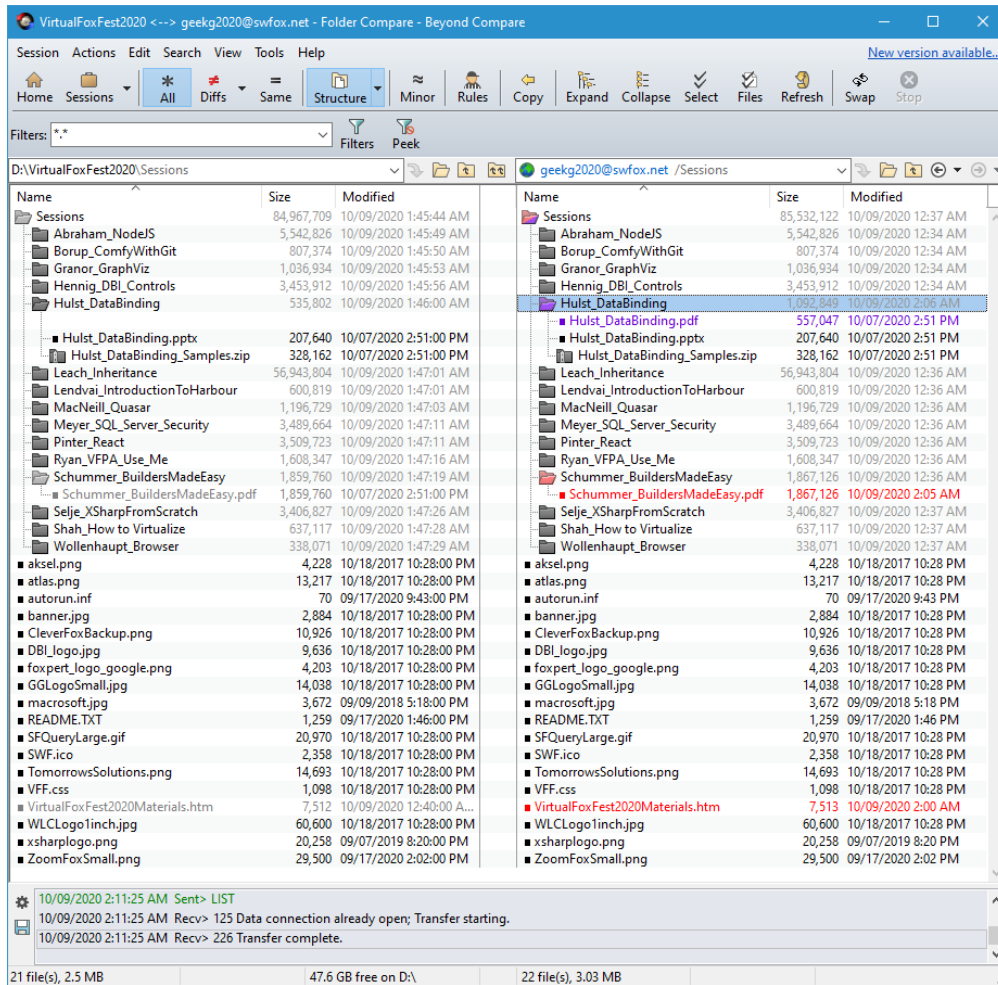 VirtualFoxFest2020 <--> geekg2020@swfox.net - Folder Compare - Beyond Compare
Session Actions Edit Search View Tools Help New version available..
Home Sessions All Diffs Same Structure Minor Rules Copy Expand Collapse Select Files Refresh Swap Stop
Filters: *.* Filters Peek
D:\VirtualFoxFest2020\Sessions geekg2020@swfox.net /Sessions
Name Size Modified Name Size Modified
Sessions 84,967,709 10/09/2020 1:45:44 AM Sessions 85,532,122 10/09/2020 12:37 AM
Abraham_NodeJS 5,542,826 10/09/2020 1:45:49 AM Abraham_NodeJS 5,542,826 10/09/2020 12:34 AM
Borup_ComfyWithGit 807,374 10/09/2020 1:45:50 AM Borup_ComfyWithGit 807,374 10/09/2020 12:34 AM
Granor_GraphViz 1,036,934 10/09/2020 1:45:53 AM Granor_GraphViz 1,036,934 10/09/2020 12:34 AM
Hennig_DBI_Controls 3,453,912 10/09/2020 1:45:56 AM Hennig_DBI_Controls 3,453,912 10/09/2020 12:34 AM
Hulst_DataBinding 535,802 10/09/2020 1:46:00 AM Hulst_DataBinding 1,092,849 10/09/2020 2:06 AM
Hulst_DataBinding.pdf 557,047 10/07/2020 2:51 PM
Hulst_DataBinding.pptx 207,640 10/07/2020 2:51:00 PM Hulst_DataBinding.pptx 207,640 10/07/2020 2:51 PM
Hulst_DataBinding_Samples.zip 328,162 10/07/2020 2:51:00 PM Hulst_DataBinding_Samples.zip 328,162 10/07/2020 2:51 PM
Leach_Inheritance 56,943,804 10/09/2020 1:47:01 AM Leach_Inheritance 56,943,804 10/09/2020 12:36 AM
Lendvai_IntroductionToHarbour 600,819 10/09/2020 1:47:01 AM Lendvai_IntroductionToHarbour 600,819 10/09/2020 12:36 AM
MacNeill_Quasar 1,196,729 10/09/2020 1:47:03 AM MacNeill_Quasar 1,196,729 10/09/2020 12:36 AM
Meyer_SQL_Server_Security 3,489,664 10/09/2020 1:47:11 AM Meyer_SQL_Server_Security 3,489,664 10/09/2020 12:36 AM
Pinter_React 3,509,723 10/09/2020 1:47:11 AM Pinter_React 3,509,723 10/09/2020 12:36 AM
Ryan_VFPA_Use_Me 1,608,347 10/09/2020 1:47:16 AM Ryan_VFPA_Use_Me 1,608,347 10/09/2020 12:36 AM
Schummer_BuildersMadeEasy 1,859,760 10/09/2020 1:47:19 AM Schummer_BuildersMadeEasy 1,867,126 10/09/2020 12:36 AM
Schummer_BuildersMadeEasy.pdf 1,859,760 10/07/2020 2:51:00 PM Schummer_BuildersMadeEasy.pdf 1,867,126 10/09/2020 2:05 AM
Selje_XSharpFromScratch 3,406,827 10/09/2020 1:47:26 AM Selje_XSharpFromScratch 3,406,827 10/09/2020 12:37 AM
Shah_How to Virtualize 637,117 10/09/2020 1:47:28 AM Shah_How to Virtualize 637,117 10/09/2020 12:37 AM
Wollenhaupt_Browser 338,071 10/09/2020 1:47:29 AM Wollenhaupt_Browser 338,071 10/09/2020 12:37 AM
aksel.png 4,228 10/18/2017 10:28:00 PM aksel.png 4,228 10/18/2017 10:28 PM
atlas.png 13,217 10/18/2017 10:28:00 PM atlas.png 13,217 10/18/2017 10:28 PM
autorun.inf 70 09/17/2020 9:43:00 PM autorun.inf 70 09/17/2020 9:43 PM
banner.jpg 2,884 10/18/2017 10:28:00 PM banner.jpg 2,884 10/18/2017 10:28 PM
CleverFoxBackup.png 10,926 10/18/2017 10:28:00 PM CleverFoxBackup.png 10,926 10/18/2017 10:28 PM
DBI_logo.jpg 9,636 10/18/2017 10:28:00 PM DBI_logo.jpg 9,636 10/18/2017 10:28 PM
foxpert_logo_google.png 4,203 10/18/2017 10:28:00 PM foxpert_logo_google.png 4,203 10/18/2017 10:28 PM
GGLogoSmall.jpg 14,038 10/18/2017 10:28:00 PM GGLogoSmall.jpg 14,038 10/18/2017 10:28 PM
macrosoft.jpg 3,672 09/09/2018 5:18:00 PM macrosoft.jpg 3,672 09/09/2018 5:18 PM
README.TXT 1,259 09/17/2020 1:46:00 PM README.TXT 1,259 09/17/2020 1:46 PM
SFQueryLarge.gif 20,970 10/18/2017 10:28:00 PM SFQueryLarge.gif 20,970 10/18/2017 10:28 PM
SWF.ico 2,358 10/18/2017 10:28:00 PM SWF.ico 2,358 10/18/2017 10:28 PM
TomorrowsSolutions.png 14,693 10/18/2017 10:28:00 PM TomorrowsSolutions.png 14,693 10/18/2017 10:28 PM
VFF.css 1,098 10/18/2017 10:28:00 PM VFF.css 1,098 10/18/2017 10:28 PM
VirtualFoxFest2020Materials.htm 7,512 10/09/2020 12:40:00 A... VirtualFoxFest2020Materials.htm 7,513 10/09/2020 2:00 AM
WLCLogo1inch.jpg 60,600 10/18/2017 10:28:00 PM WLCLogo1inch.jpg 60,600 10/18/2017 10:28 PM
xsharplogo.png 20,258 09/07/2019 8:20:00 PM xsharplogo.png 20,258 09/07/2019 8:20 PM
ZoomFoxSmall.png 29,500 09/17/2020 2:02:00 PM ZoomFoxSmall.png 29,500 09/17/2020 2:02 PM
10/09/2020 2:11:25 AM Sent> LIST
10/09/2020 2:11:25 AM Recv> 125 Data connection already open; Transfer starting.
10/09/2020 2:11:25 AM Recv> 226 Transfer complete.
21 file(s), 2.5 MB 47.6 GB free on D:\ 22 file(s), 3.03 MB